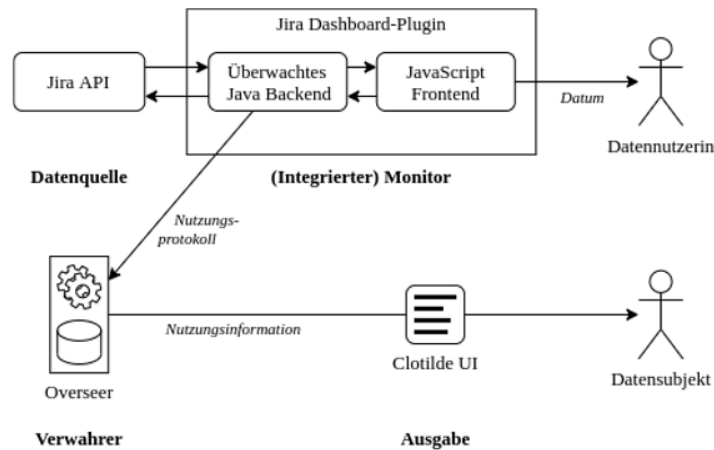 Jira Dashboard-Plugin
Jira API
Überwachtes
Java Backend
JavaScript
Frontend
Datum
Datennutzerin
Datenquelle
(Integrierter) Monitor
Nutzungs-
protokoll
Nutzungsinformation
Overseer
Clotilde UI
Datensubjekt
Verwahrer
Ausgabe